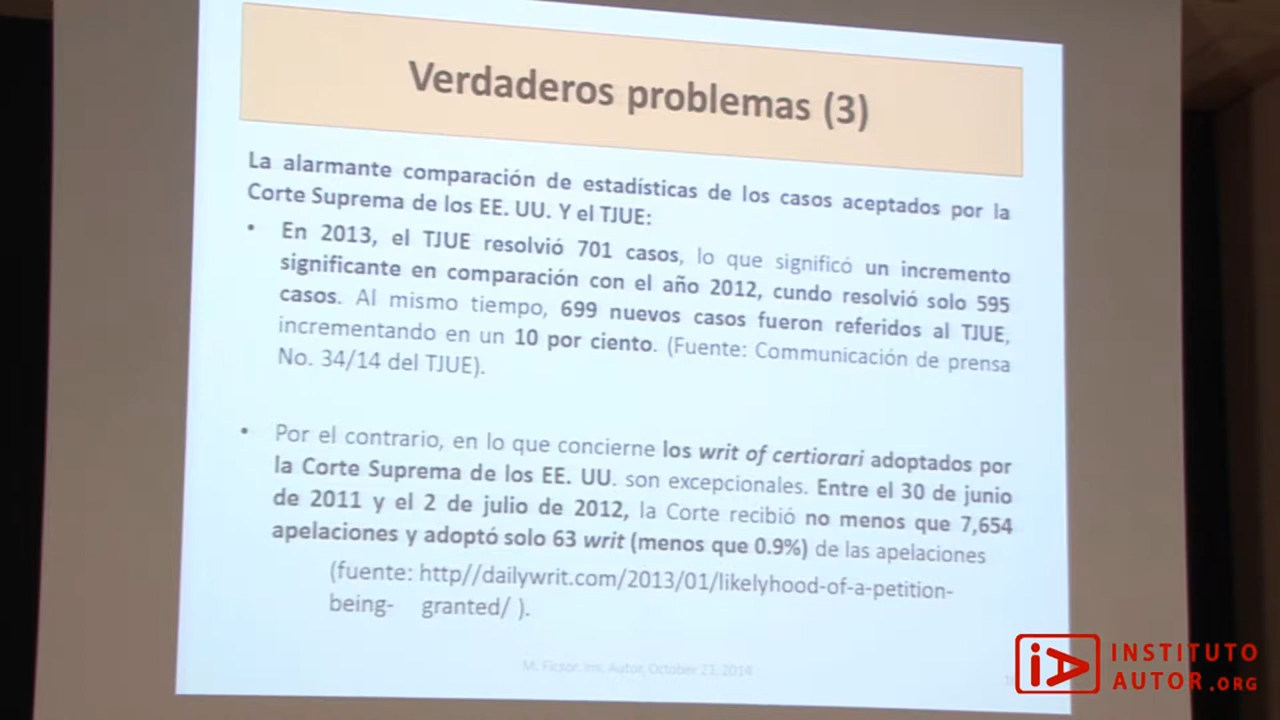 Verdaderos problemas (3)
La alarmante comparación de estadísticas de los casos aceptados por la
Corte Suprema de los EE. UU. Y el TJUE:
• En 2013, el TJUE resolvió 701 casos, lo que significó un incremento
significante en comparación con el año 2012, cundo resolvió solo 595
casos. Al mismo tiempo, 699 nuevos casos fueron referidos al TJUE,
incrementando en un 10 por ciento. (Fuente: Communicación de prensa
No. 34/14 del TJUE).
• Por el contrario, en lo que concierne los writ of certiorari adoptados por
la Corte Suprema de los EE. UU. son excepcionales. Entre el 30 de junio
de 2011 y el 2 de julio de 2012, la Corte recibió no menos que 7,654
apelaciones y adoptó solo 63 writ (menos que 0.9%) de las apelaciones
(fuente: http//dailywrit.com/2013/01/likelyhood-of-a-petition-
being- granted/ ).
M. Ficsor, Ins. Autor, October 23, 2014
iA INSTITUTO
AUTOR.ORG